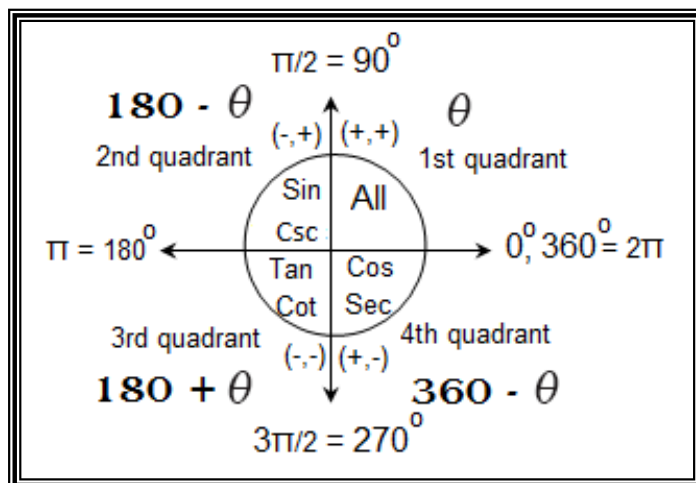 π/2 = 90°
180 - θ
θ
(-,+) (+,+)
2nd quadrant
1st quadrant
Sin
All
Csc
π = 180°
0°, 360° = 2π
Tan
Cos
Cot
Sec
3rd quadrant
4th quadrant
(-,-) (+,-)
180 + θ
360 - θ
3π/2 = 270°